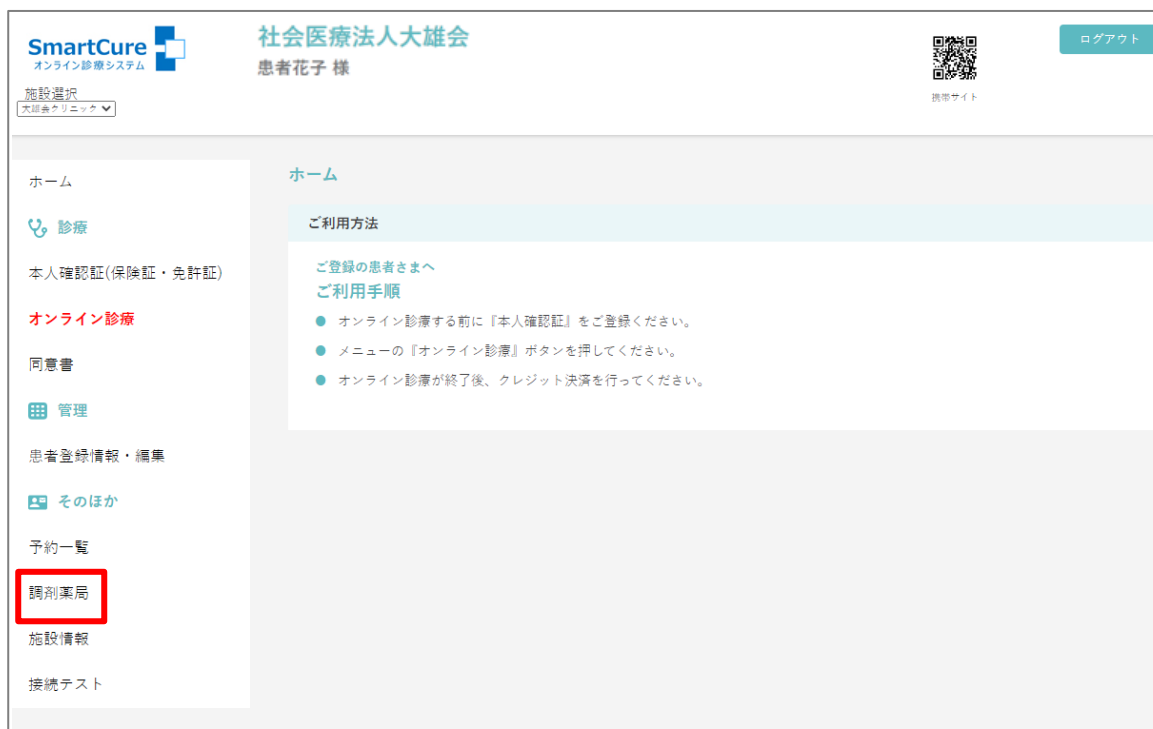 SmartCure
オンライン診療システム
施設選択
大雄会クリニック
社会医療法人大雄会
患者花子 様
携帯サイト
ログアウト
ホーム
診療
本人確認証(保険証・免許証)
オンライン診療
同意書
管理
患者登録情報・編集
そのほか
予約一覧
調剤薬局
施設情報
接続テスト
ホーム
ご利用方法
ご登録の患者さまへ
ご利用手順
● オンライン診療する前に『本人確認証』をご登録ください。
● メニューの『オンライン診療』ボタンを押してください。
● オンライン診療が終了後、クレジット決済を行ってください。